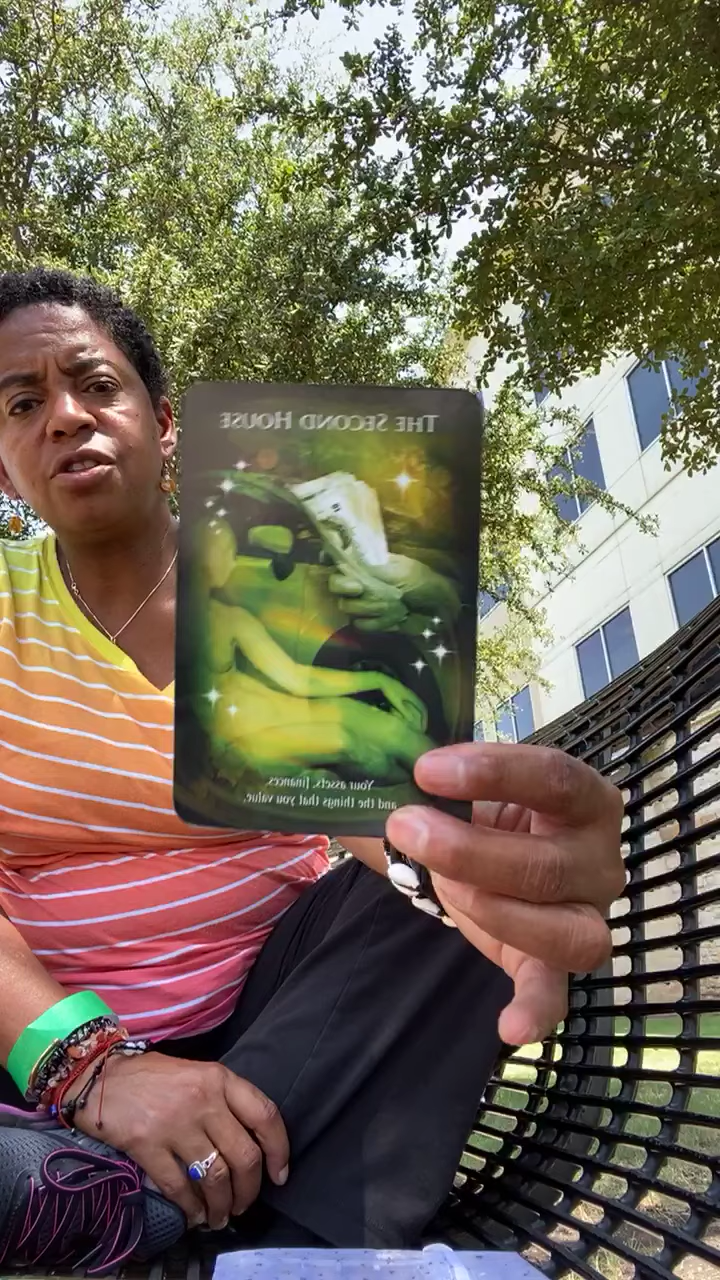 THE SECOND HOUSE
Your assets, finances,
and the things that you value.